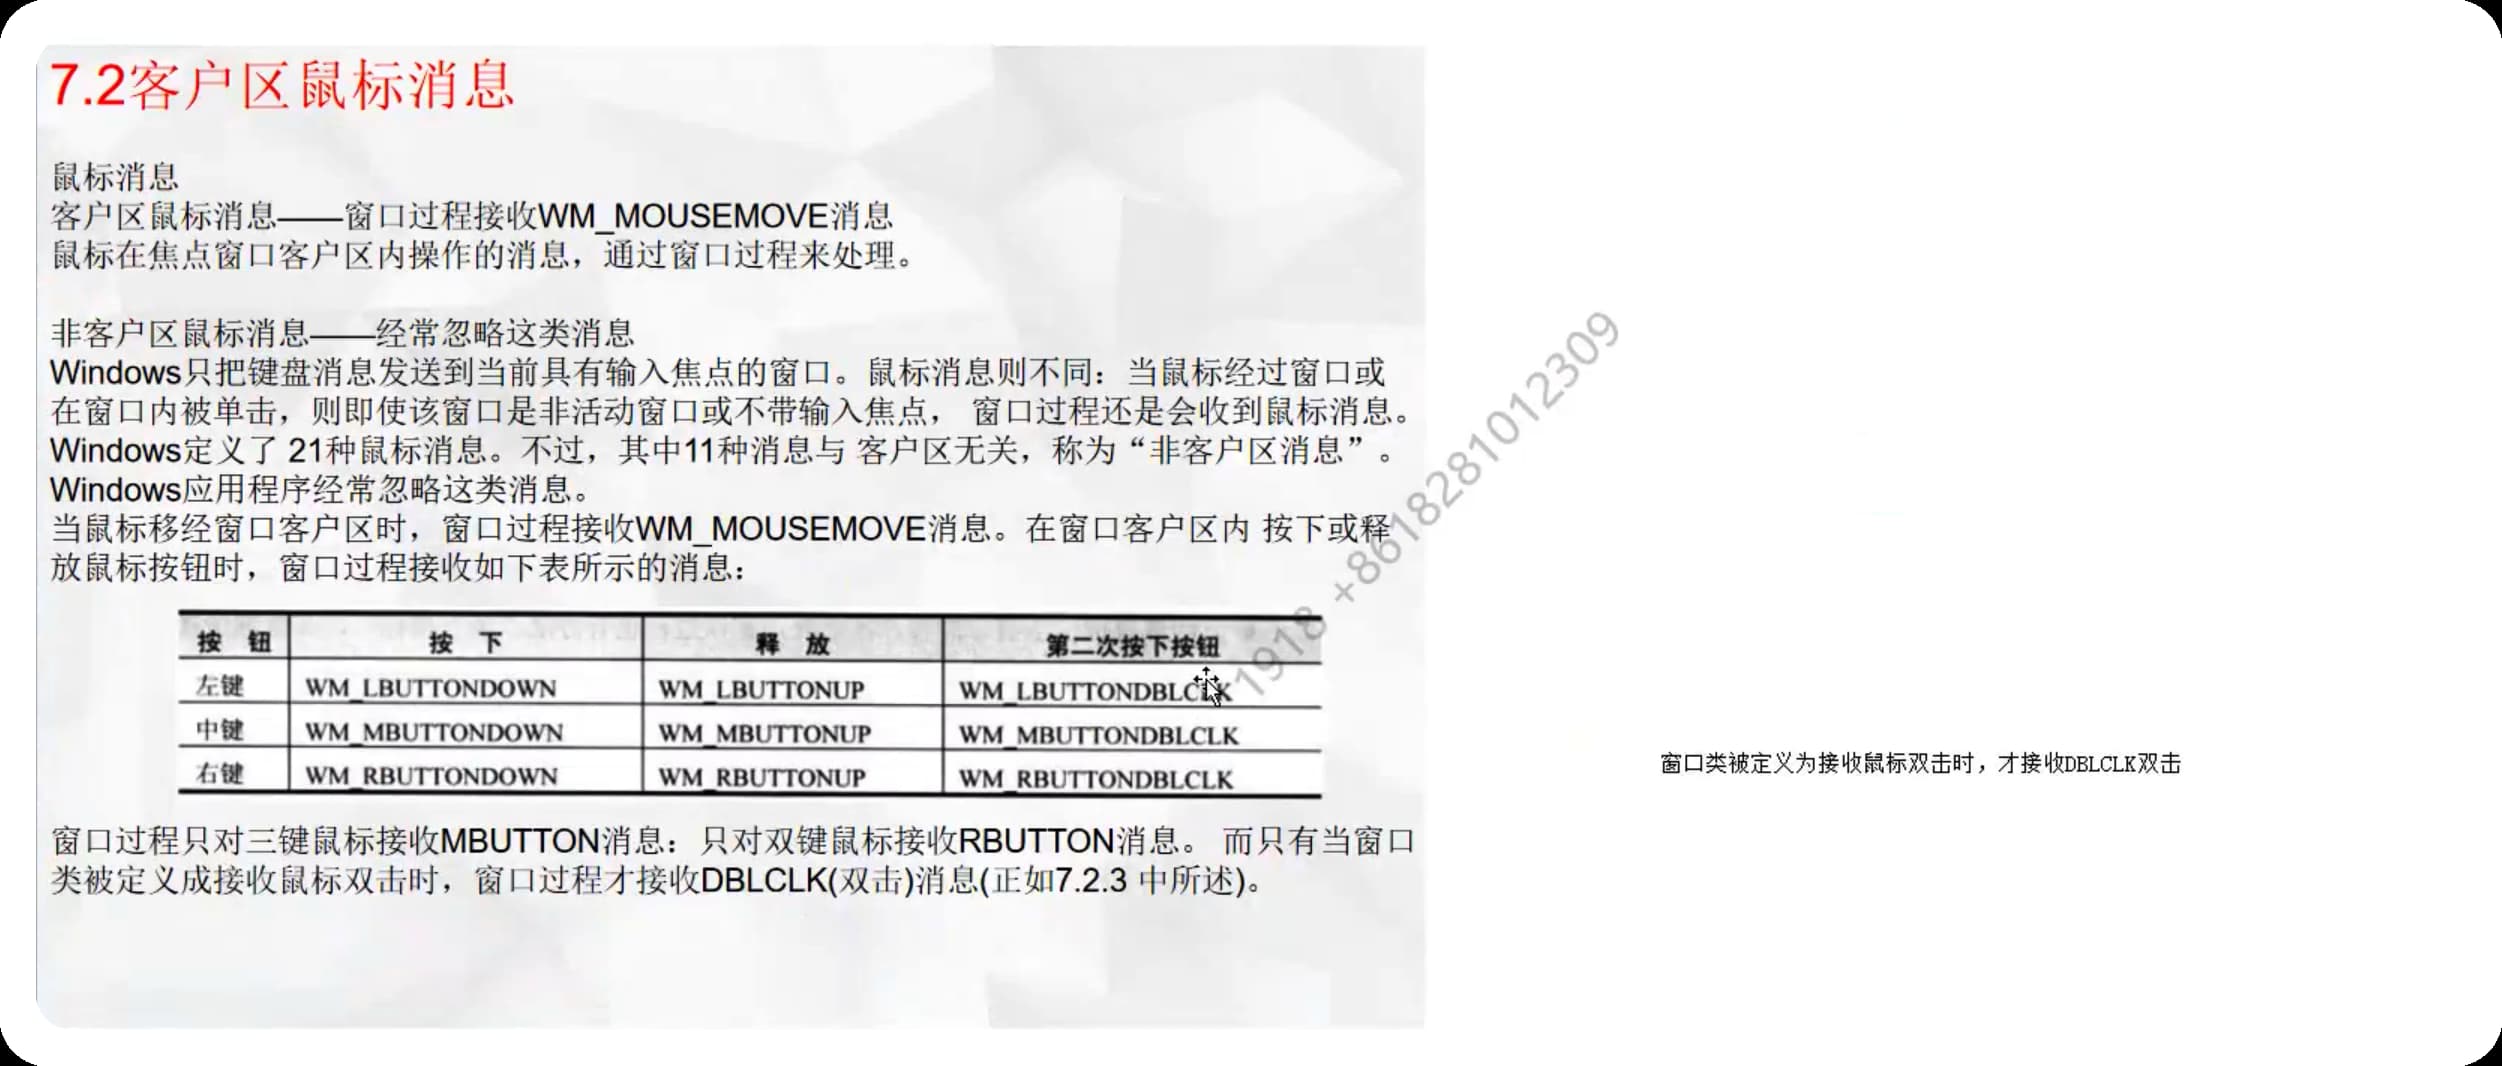 7.2客户区鼠标消息
鼠标消息
客户区鼠标消息——窗口过程接收WM_MOUSEMOVE消息
鼠标在焦点窗口客户区内操作的消息，通过窗口过程来处理。
非客户区鼠标消息——经常忽略这类消息
Windows只把键盘消息发送到当前具有输入焦点的窗口。鼠标消息则不同：当鼠标经过窗口或
在窗口内被单击，则即使该窗口是非活动窗口或不带输入焦点， 窗口过程还是会收到鼠标消息。
Windows定义了 21种鼠标消息。不过，其中11种消息与 客户区无关，称为“非客户区消息”。
Windows应用程序经常忽略这类消息。
当鼠标移经窗口客户区时，窗口过程接收WM_MOUSEMOVE消息。在窗口客户区内 按下或释
放鼠标按钮时，窗口过程接收如下表所示的消息：
按 钮 按 下 释 放 第二次按下按钮
左键 WM_LBUTTONDOWN WM_LBUTTONUP WM_LBUTTONDBLCLK
中键 WM_MBUTTONDOWN WM_MBUTTONUP WM_MBUTTONDBLCLK
右键 WM_RBUTTONDOWN WM_RBUTTONUP WM_RBUTTONDBLCLK
窗口过程只对三键鼠标接收MBUTTON消息：只对双键鼠标接收RBUTTON消息。 而只有当窗口
类被定义成接收鼠标双击时，窗口过程才接收DBLCLK(双击)消息(正如7.2.3 中所述)。
窗口类被定义为接收鼠标双击时，才接收DBLCLK双击
1918 +8618281012309